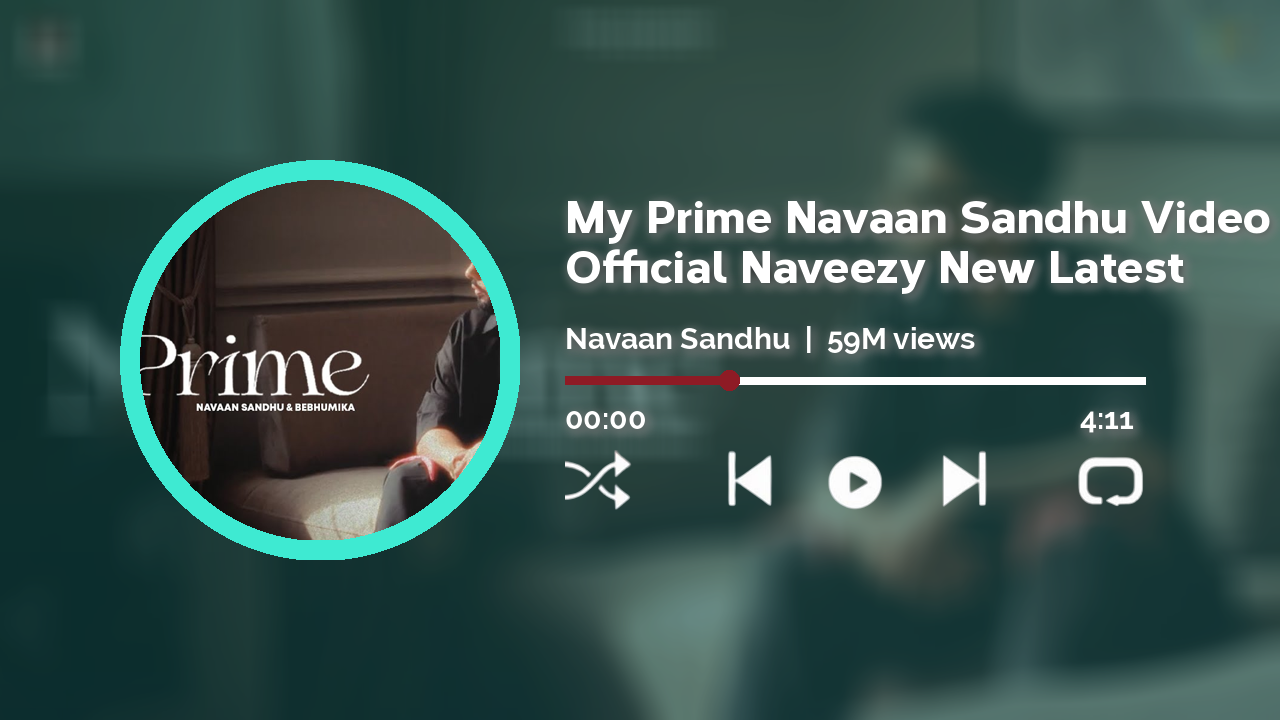 Prime
NAVAAN SANDHU & BEBHUMIKA
My Prime Navaan Sandhu Video
Official Naveezy New Latest
Navaan Sandhu | 59M views
00:00
4:11